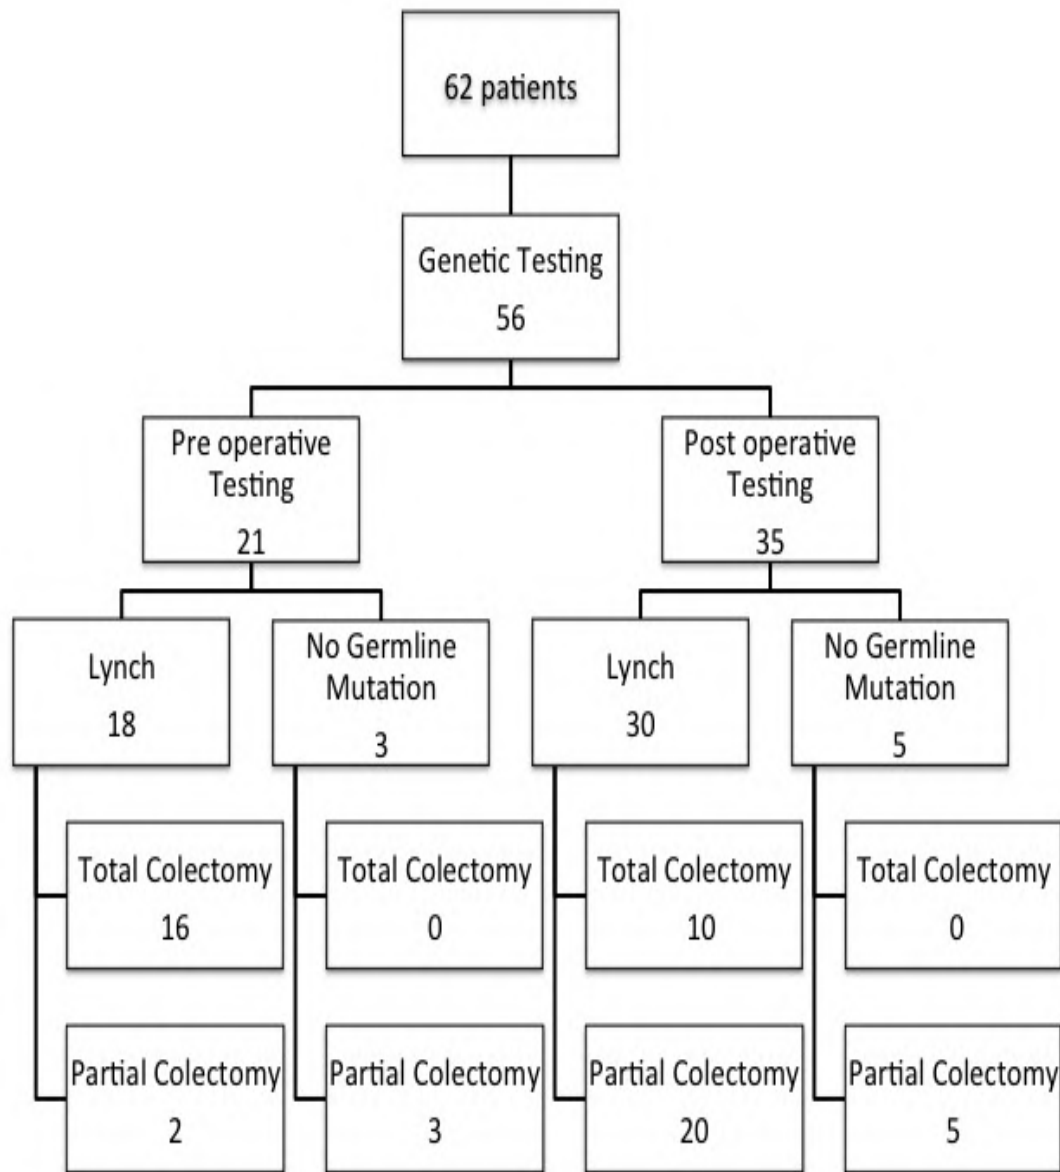 62 patients
Genetic Testing
56
Pre operative
Testing
21
Post operative
Testing
35
Lynch
18
No Germline
Mutation
3
Lynch
30
No Germline
Mutation
5
Total Colectomy
16
Total Colectomy
0
Total Colectomy
10
Total Colectomy
0
Partial Colectomy
2
Partial Colectomy
3
Partial Colectomy
20
Partial Colectomy
5